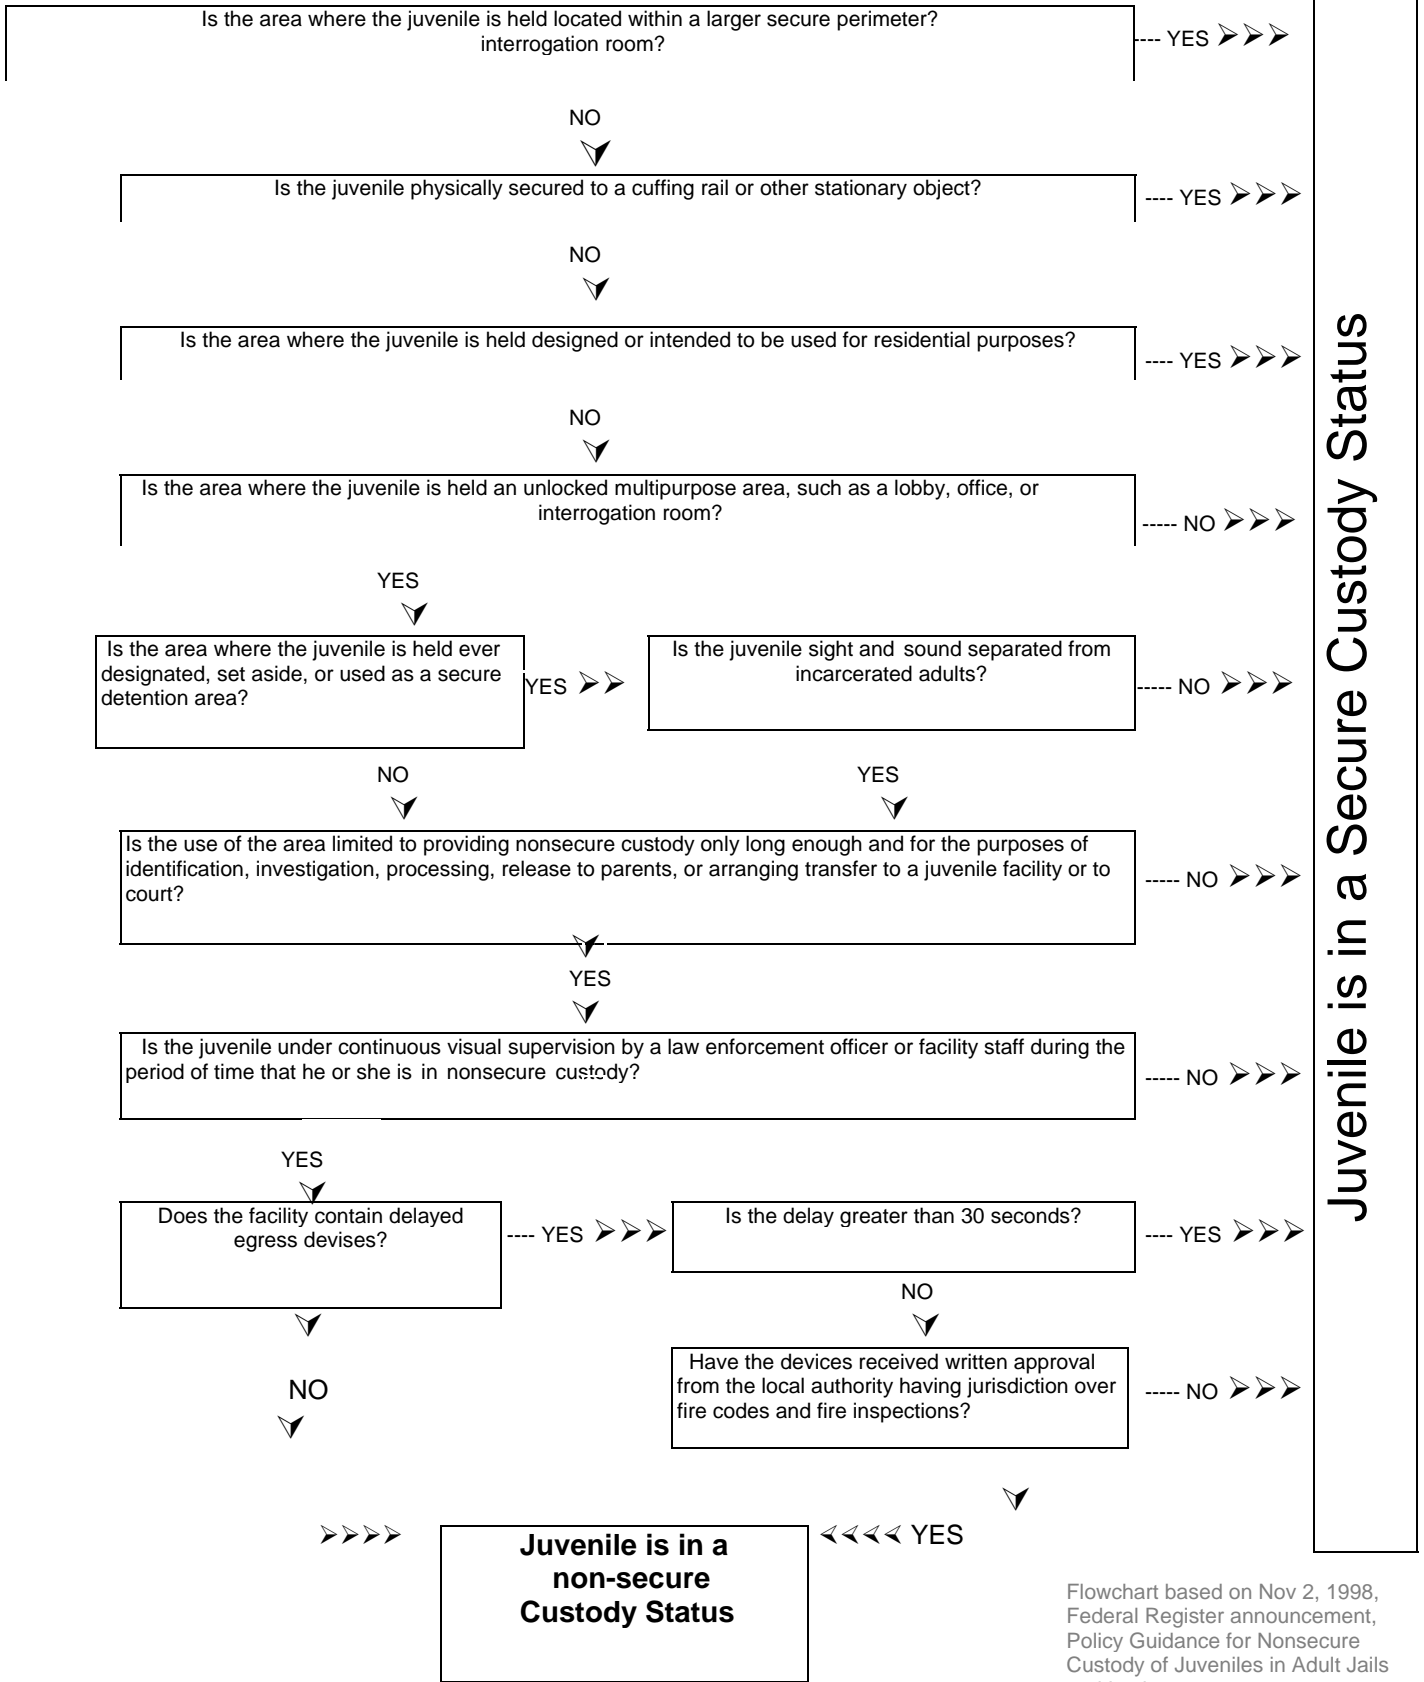 Is the area where the juvenile is held located within a larger secure perimeter?
interrogation room?
---- YES
NO
Is the juvenile physically secured to a cuffing rail or other stationary object?
---- YES
NO
Is the area where the juvenile is held designed or intended to be used for residential purposes?
---- YES
NO
Is the area where the juvenile is held an unlocked multipurpose area, such as a lobby, office, or
interrogation room?
----- NO
YES
Is the area where the juvenile is held ever
designated, set aside, or used as a secure
detention area?
YES
Is the juvenile sight and sound separated from
incarcerated adults?
----- NO
NO
YES
Is the use of the area limited to providing nonsecure custody only long enough and for the purposes of
identification, investigation, processing, release to parents, or arranging transfer to a juvenile facility or to
court?
----- NO
YES
Is the juvenile under continuous visual supervision by a law enforcement officer or facility staff during the
period of time that he or she is in nonsecure custody?
----- NO
YES
Does the facility contain delayed
egress devises?
---- YES
Is the delay greater than 30 seconds?
---- YES
NO
Have the devices received written approval
from the local authority having jurisdiction over
fire codes and fire inspections?
----- NO
NO
YES
Juvenile is in a
non-secure
Custody Status
Juvenile is in a Secure Custody Status
Flowchart based on Nov 2, 1998,
Federal Register announcement,
Policy Guidance for Nonsecure
Custody of Juveniles in Adult Jails